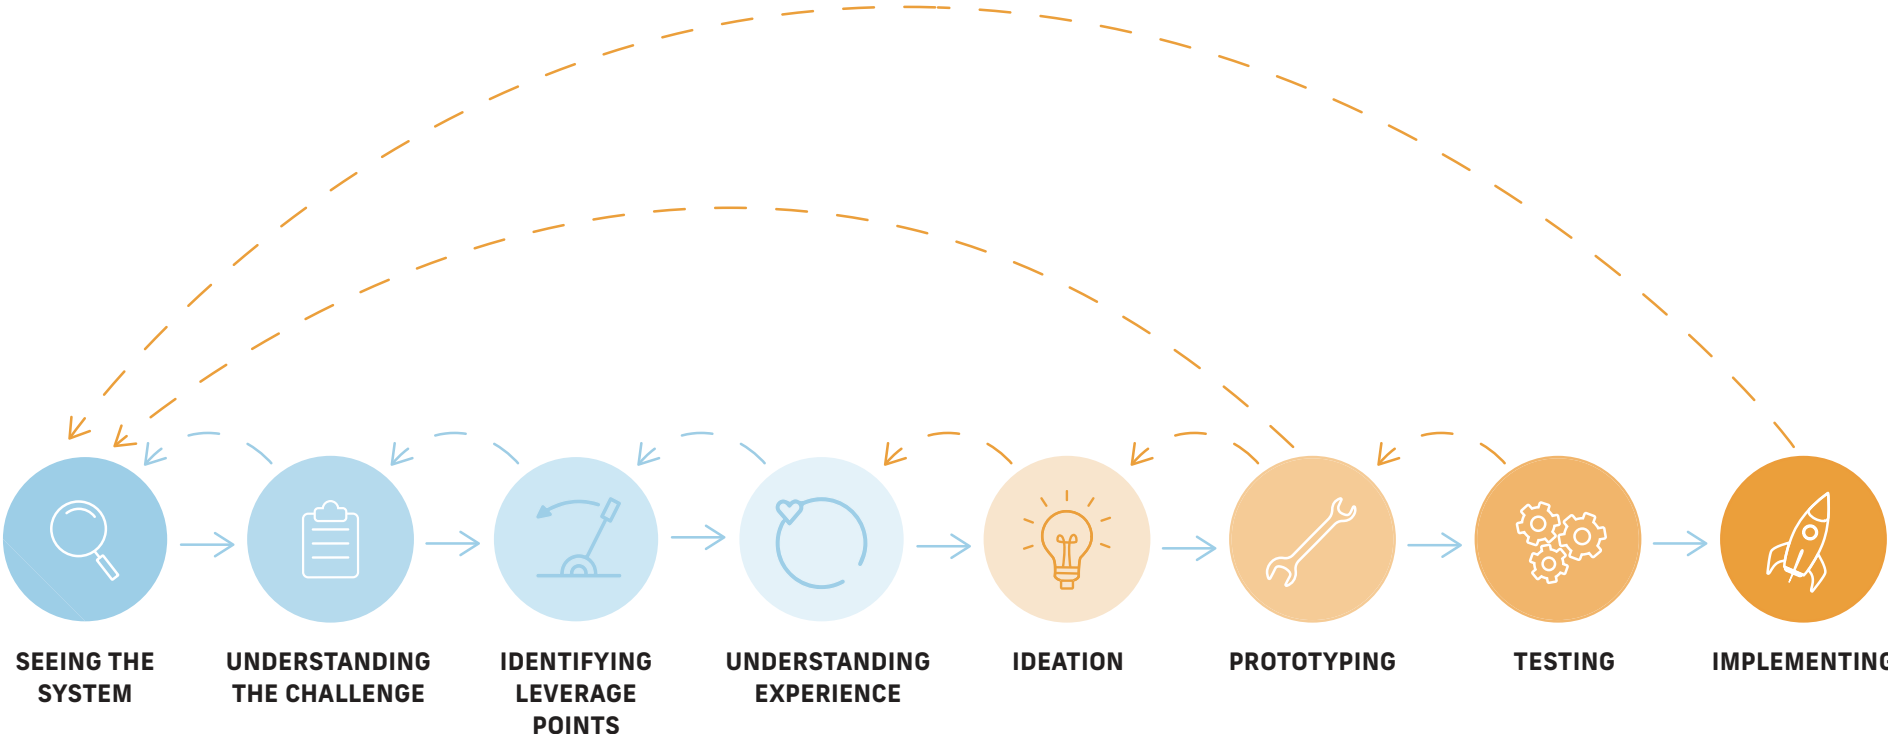 SEEING THE
SYSTEM
UNDERSTANDING
THE CHALLENGE
IDENTIFYING
LEVERAGE
POINTS
UNDERSTANDING
EXPERIENCE
IDEATION
PROTOTYPING
TESTING
IMPLEMENTING